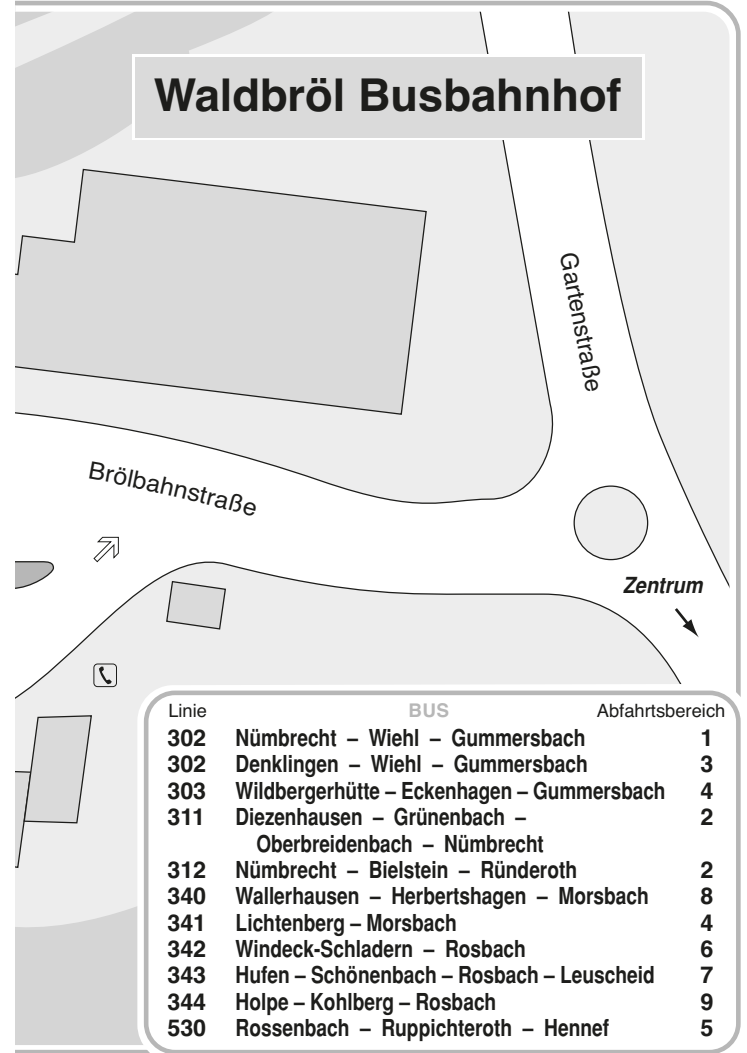 Waldbröl Busbahnhof
Gartenstraße
Brölbahnstraße
Zentrum
Linie BUS Abfahrtsbereich
302 Nümbrecht – Wiehl – Gummersbach 1
302 Denklingen – Wiehl – Gummersbach 3
303 Wildbergerhütte – Eckenhagen – Gummersbach 4
311 Diezenhausen – Grünenbach – 2
Oberbreidenbach – Nümbrecht
312 Nümbrecht – Bielstein – Ründeroth 2
340 Wallerhausen – Herbertshagen – Morsbach 8
341 Lichtenberg – Morsbach 4
342 Windeck-Schladern – Rosbach 6
343 Hufen – Schönenbach – Rosbach – Leuscheid 7
344 Holpe – Kohlberg – Rosbach 9
530 Rossenbach – Ruppichteroth – Hennef 5